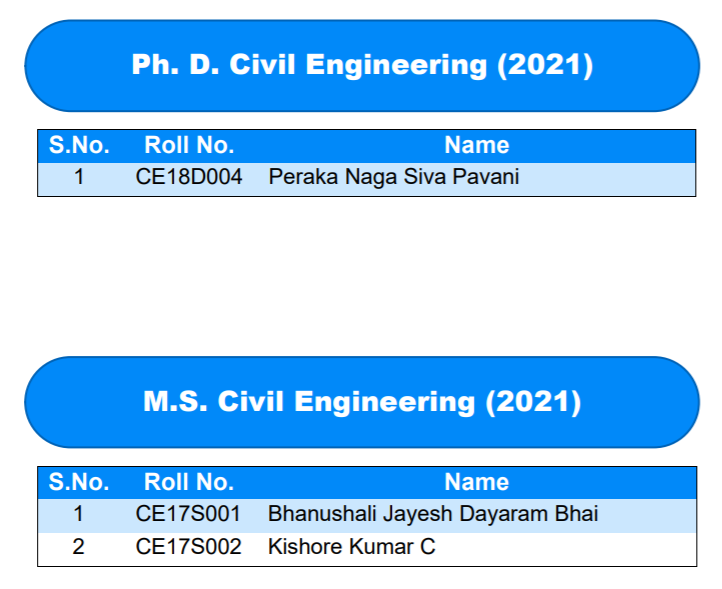 Ph. D. Civil Engineering (2021)
S.No. Roll No. Name
1 CE18D004 Peraka Naga Siva Pavani
M.S. Civil Engineering (2021)
S.No. Roll No. Name
1 CE17S001 Bhanushali Jayesh Dayaram Bhai
2 CE17S002 Kishore Kumar C